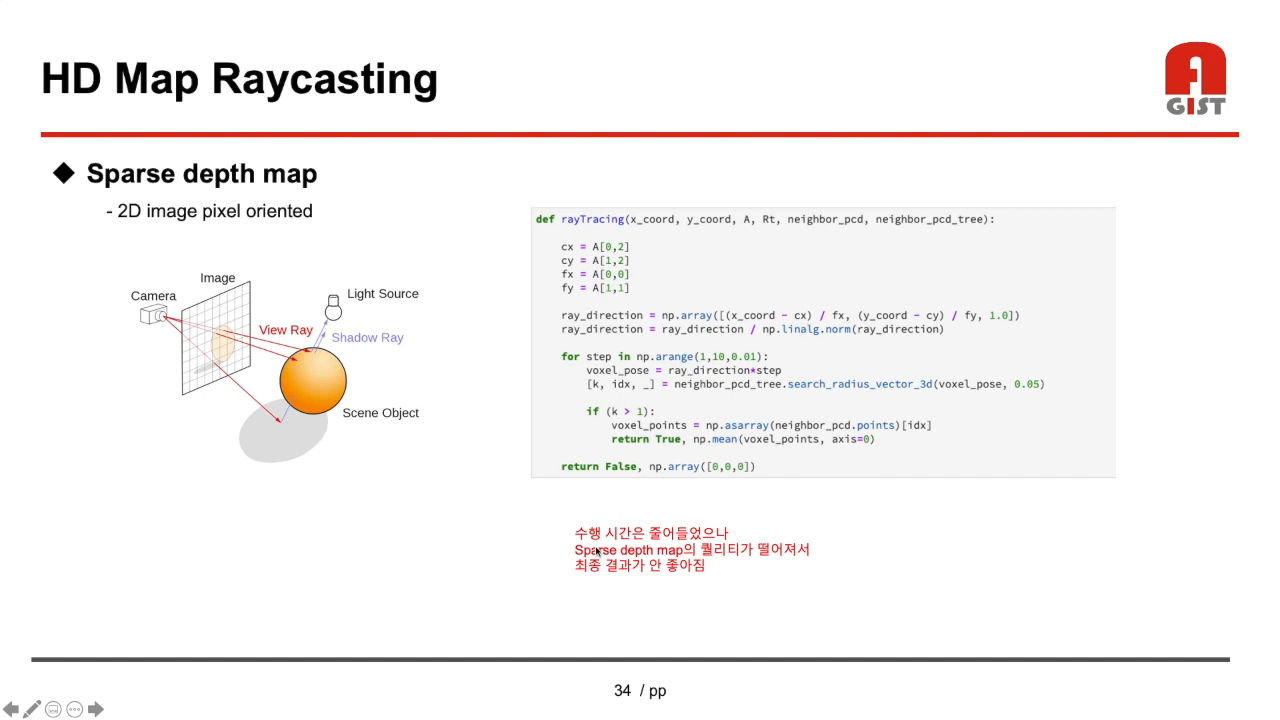 HD Map Raycasting
GIST
◆ Sparse depth map
- 2D image pixel oriented
Image
Camera
Light Source
View Ray
Shadow Ray
Scene Object
def rayTracing(x_coord, y_coord, A, Rt, neighbor_pcd, neighbor_pcd_tree):
cx = A[0,2]
cy = A[1,2]
fx = A[0,0]
fy = A[1,1]
ray_direction = np.array([(x_coord - cx) / fx, (y_coord - cy) / fy, 1.0])
ray_direction = ray_direction / np.linalg.norm(ray_direction)
for step in np.arange(1,10,0.01):
voxel_pose = ray_direction*step
[k, idx, _] = neighbor_pcd_tree.search_radius_vector_3d(voxel_pose, 0.05)
if (k > 1):
voxel_points = np.asarray(neighbor_pcd.points)[idx]
return True, np.mean(voxel_points, axis=0)
return False, np.array([0,0,0])
수행 시간은 줄어들었으나
Sparse depth map의 퀄리티가 떨어져서
최종 결과가 안 좋아짐
34 / pp